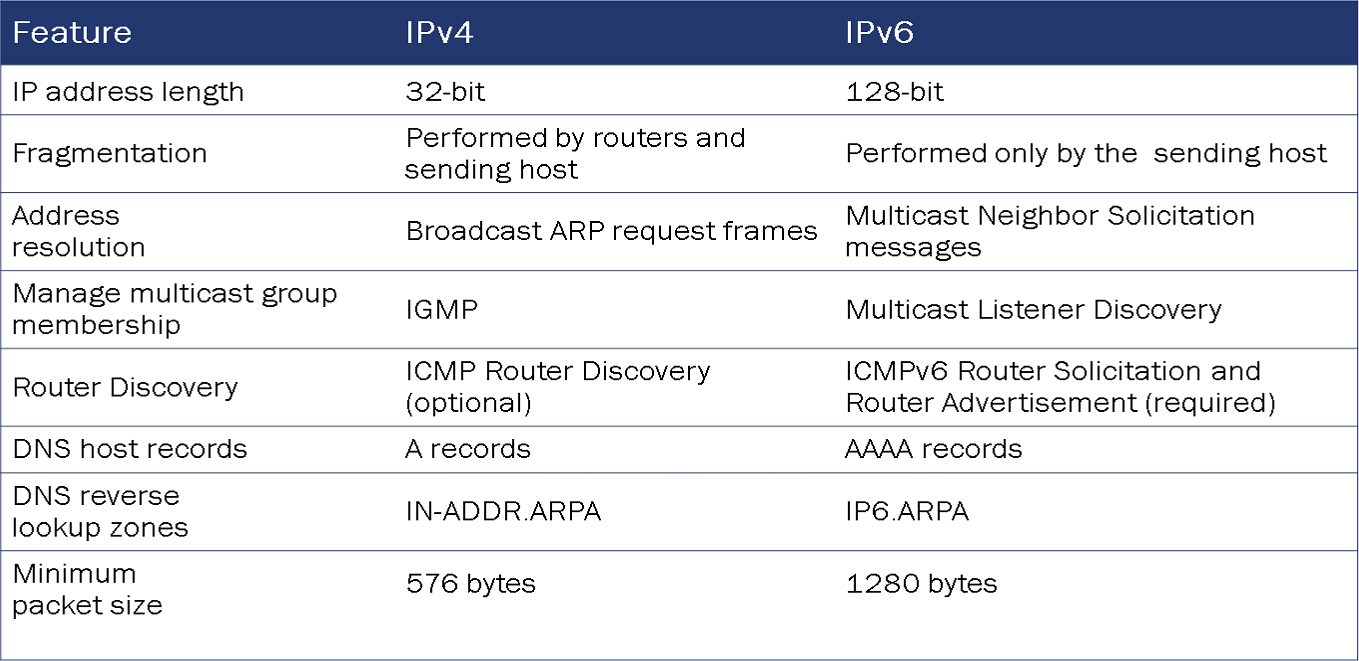 Feature IPv4 IPv6
IP address length 32-bit 128-bit
Fragmentation Performed by routers and
sending host Performed only by the sending host
Address
resolution Broadcast ARP request frames Multicast Neighbor Solicitation
messages
Manage multicast group
membership IGMP Multicast Listener Discovery
Router Discovery ICMP Router Discovery
(optional) ICMPv6 Router Solicitation and
Router Advertisement (required)
DNS host records A records AAAA records
DNS reverse
lookup zones IN-ADDR.ARPA IP6.ARPA
Minimum
packet size 576 bytes 1280 bytes